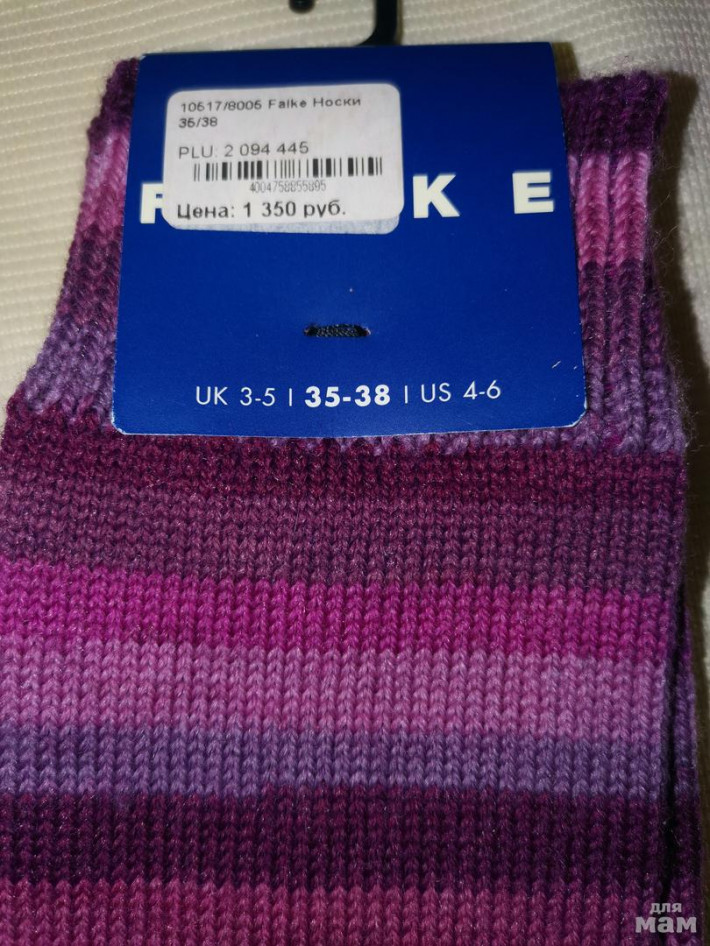 10517/8005 Falke Носки
35/38
PLU: 2 094 445
4004758855895
Цена: 1 350 руб.
F K E
UK 3-5 | 35-38 | US 4-6
для
мам